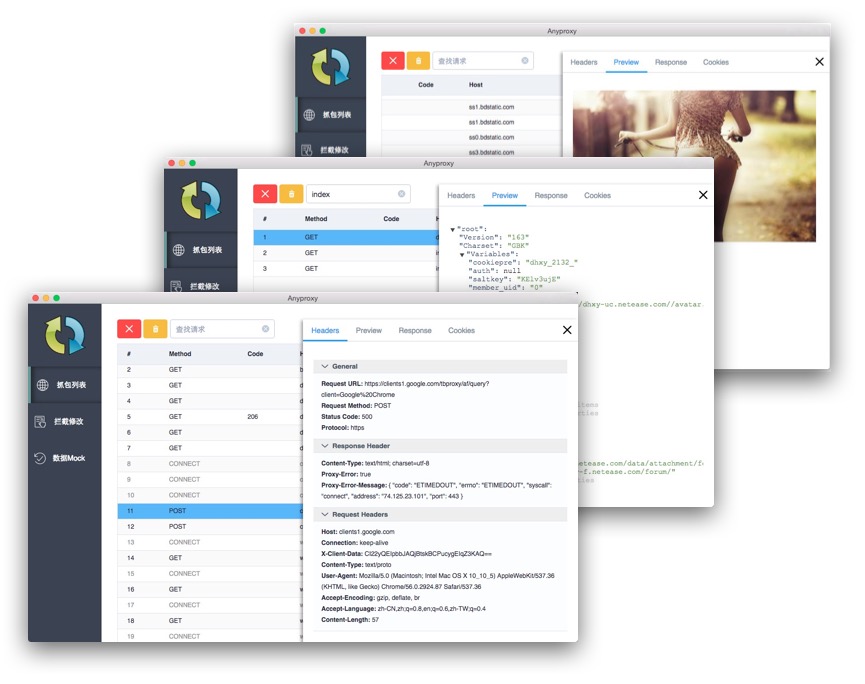 Anyproxy
查找请求
Headers Preview Response Cookies
Code Host
抓包列表
ss1.bdstatic.com
ss1.bdstatic.com
ss0.bdstatic.com
拦截修改
ss3.bdstatic.com
Anyproxy
index
Headers Preview Response Cookies
# Method Code
1 GET
2 GET
3 GET
抓包列表
拦截修改
"root":
"Version": "163"
"Charset": "GBK"
"Variables":
"cookiepre": "dhxy_2132_"
"auth": null
"saltkey": "KElv3ujE"
"member_uid": "0"
/dhxy-uc.netease.com//avatar
items
netease.com/data/attachment/f
-f.netease.com/forum/"
Anyproxy
查找请求
Headers Preview Response Cookies
抓包列表
拦截修改
数据Mock
# Method Code
2 GET
3 GET
4 GET
5 GET 206
6 GET
7 GET
8 CONNECT
9 CONNECT
10 CONNECT
11 POST
12 POST
13 CONNECT
14 GET
15 CONNECT
16 GET
17 CONNECT
18 GET
19 CONNECT
General
Request URL: https://clients1.google.com/tbproxy/af/query?
client=Google%20Chrome
Request Method: POST
Status Code: 500
Protocol: https
Response Header
Content-Type: text/html; charset=utf-8
Proxy-Error: true
Proxy-Error-Message: { "code": "ETIMEDOUT", "errno": "ETIMEDOUT", "syscall":
"connect", "address": "74.125.23.101", "port": 443 }
Request Headers
Host: clients1.google.com
Connection: keep-alive
X-Client-Data: CI22yQEIpbbJAQjBtskBCPucygEIqZ3KAQ==
Content-Type: text/proto
User-Agent: Mozilla/5.0 (Macintosh; Intel Mac OS X 10_10_5) AppleWebKit/537.36
(KHTML, like Gecko) Chrome/56.0.2924.87 Safari/537.36
Accept-Encoding: gzip, deflate, br
Accept-Language: zh-CN,zh;q=0.8,en;q=0.6,zh-TW;q=0.4
Content-Length: 57